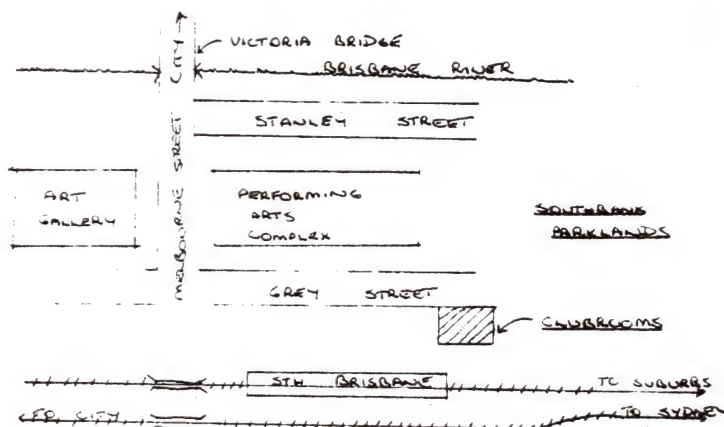 CITY
VICTORIA BRIDGE
BRISBANE RIVER
STANLEY STREET
MELBOURNE STREET
ART
GALLERY
PERFORMING
ARTS
COMPLEX
SOUTHBANK
PARKLANDS
GREY STREET
CLUBROOMS
STH BRISBANE
TO SUBURBS
CITY
TO SYDNEY